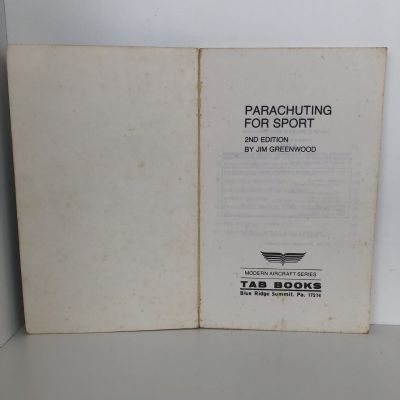 PARACHUTING
FOR SPORT
2ND EDITION
BY JIM GREENWOOD
MODERN AIRCRAFT SERIES
TAB BOOKS
Blue Ridge Summit, Pa. 17214